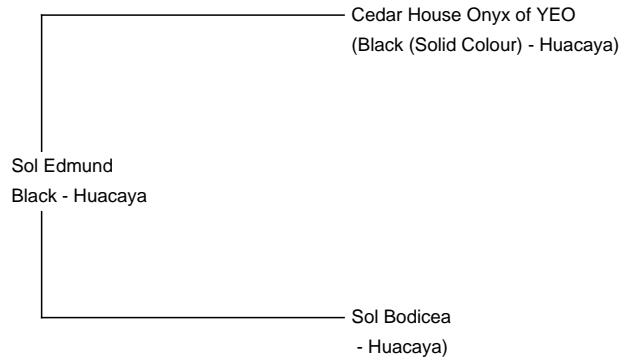 Cedar House Onyx of YEO
(Black (Solid Colour) - Huacaya)
Sol Edmund
Black - Huacaya
Sol Bodicea
- Huacaya)